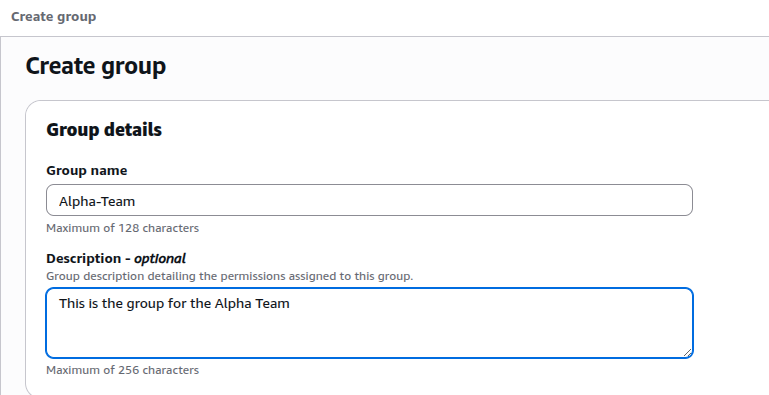 Create group
Create group
Group details
Group name
Alpha-Team
Maximum of 128 characters
Description - optional
Group description detailing the permissions assigned to this group.
This is the group for the Alpha Team
Maximum of 256 characters